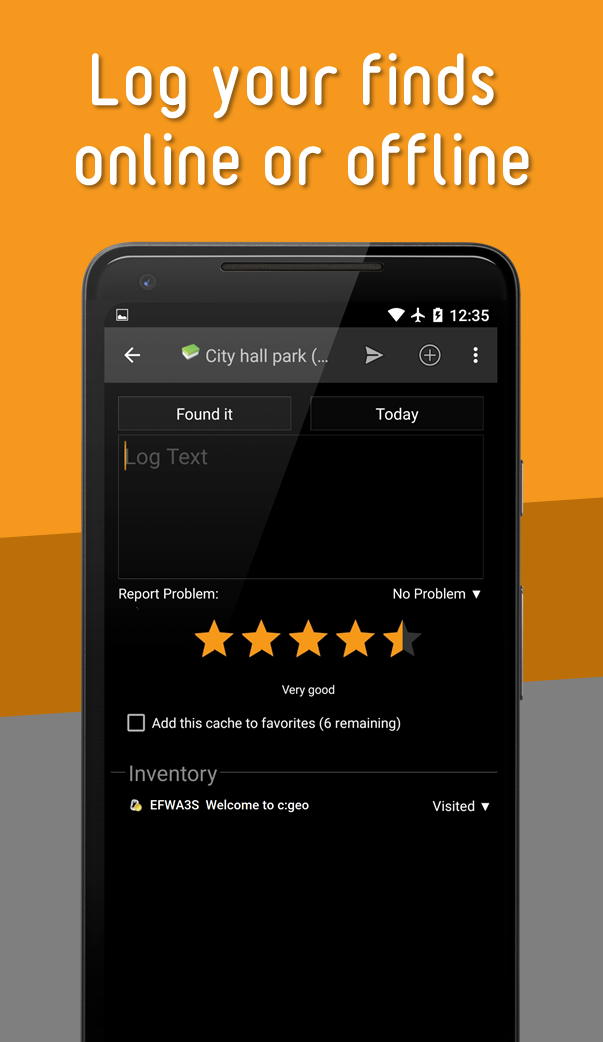 Log your finds
online or offline
12:35
City hall park (...
Found it
Today
Log Text
Report Problem:
No Problem ▼
Very good
Add this cache to favorites (6 remaining)
Inventory
EFWA3S Welcome to c:geo
Visited ▼